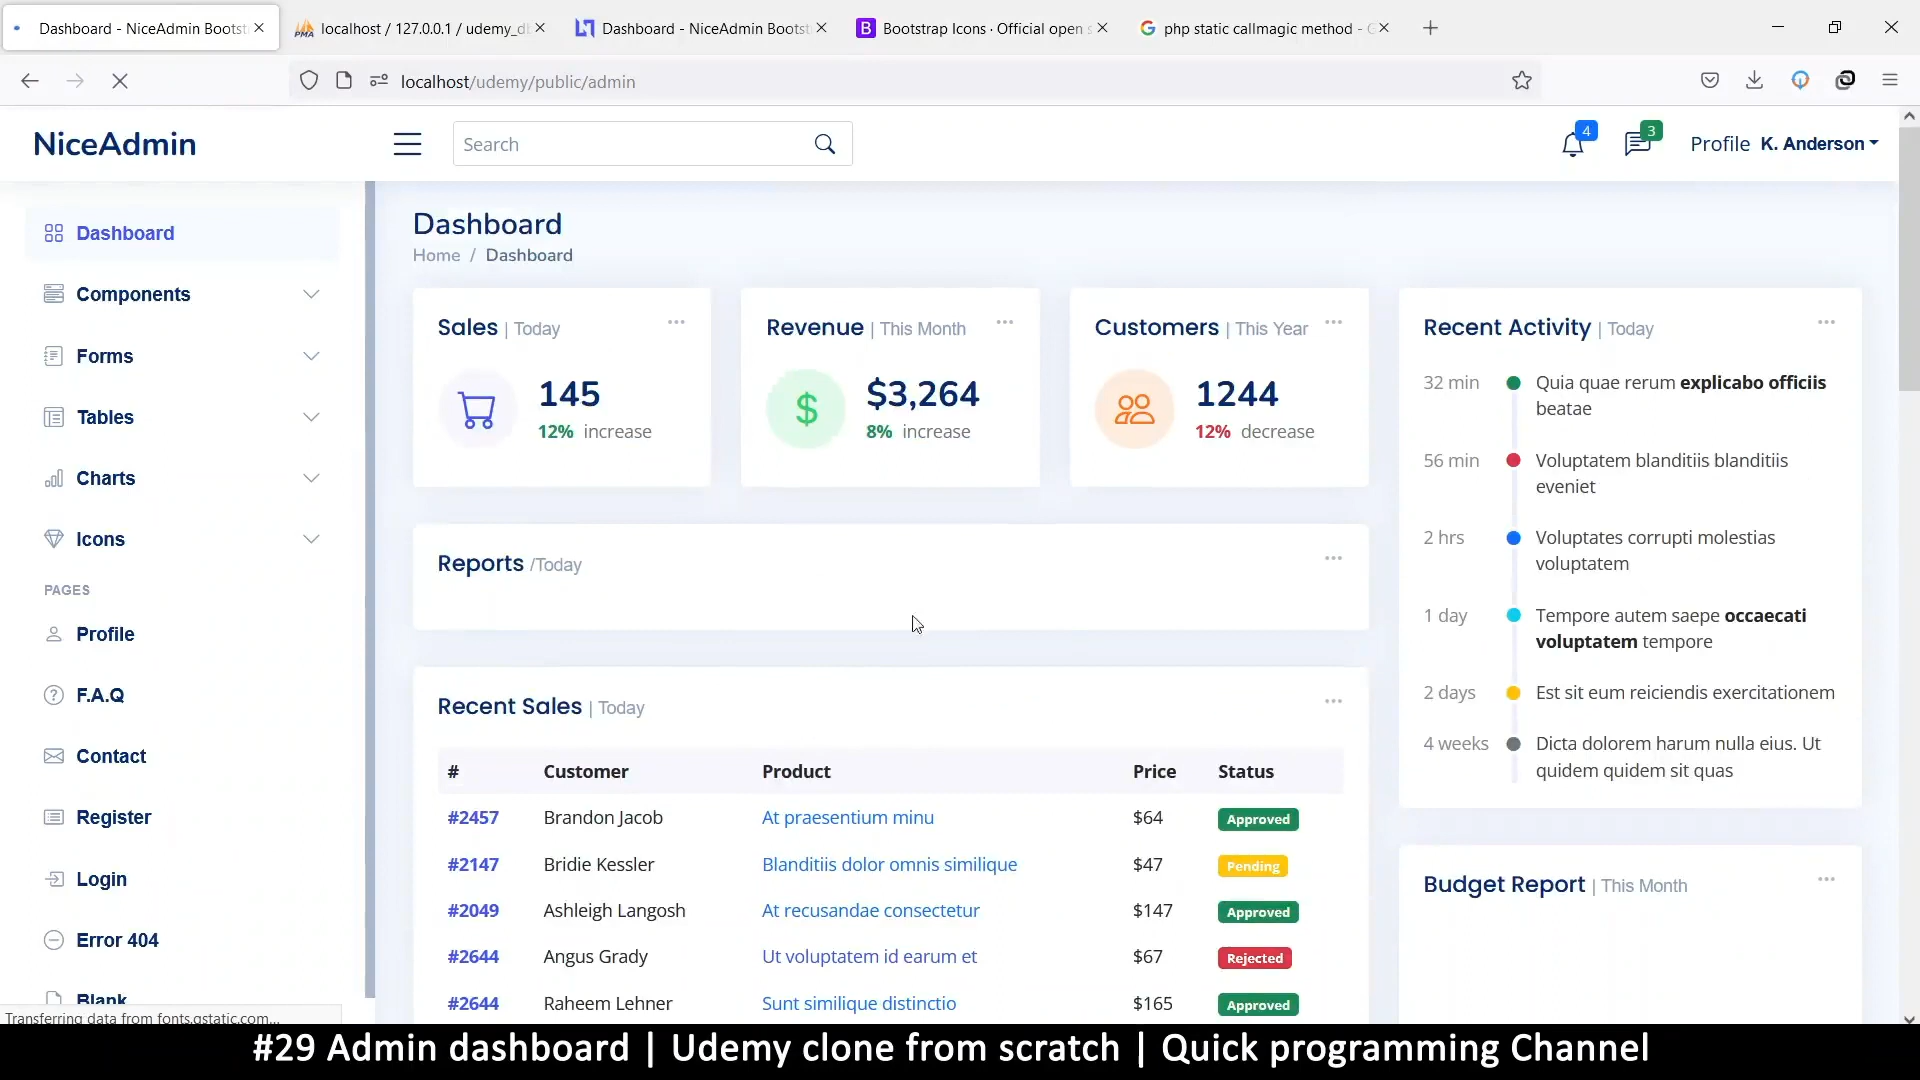 Dashboard - NiceAdmin Bootst
localhost / 127.0.0.1 / udemy_d
Dashboard - NiceAdmin Bootst
Bootstrap Icons · Official open s
php static callmagic method - G
localhost/udemy/public/admin
NiceAdmin
Search
4
3
Profile K. Anderson
Dashboard
Components
Forms
Tables
Charts
Icons
PAGES
Profile
F.A.Q
Contact
Register
Login
Error 404
Blank
Transferring data from fonts.gstatic.com...
Dashboard
Home / Dashboard
Sales | Today
145
12% increase
Revenue | This Month
$3,264
8% increase
Customers | This Year
1244
12% decrease
Reports /Today
Recent Sales | Today
# Customer Product Price Status
#2457 Brandon Jacob At praesentium minu $64 Approved
#2147 Bridie Kessler Blanditiis dolor omnis similique $47 Pending
#2049 Ashleigh Langosh At recusandae consectetur $147 Approved
#2644 Angus Grady Ut voluptatem id earum et $67 Rejected
#2644 Raheem Lehner Sunt similique distinctio $165 Approved
Recent Activity | Today
32 min Quia quae rerum explicabo officiis
beatae
56 min Voluptatem blanditiis blanditiis
eveniet
2 hrs Voluptates corrupti molestias
voluptatem
1 day Tempore autem saepe occaecati
voluptatem tempore
2 days Est sit eum reiciendis exercitationem
4 weeks Dicta dolorem harum nulla eius. Ut
quidem quidem sit quas
Budget Report | This Month
#29 Admin dashboard | Udemy clone from scratch | Quick programming Channel